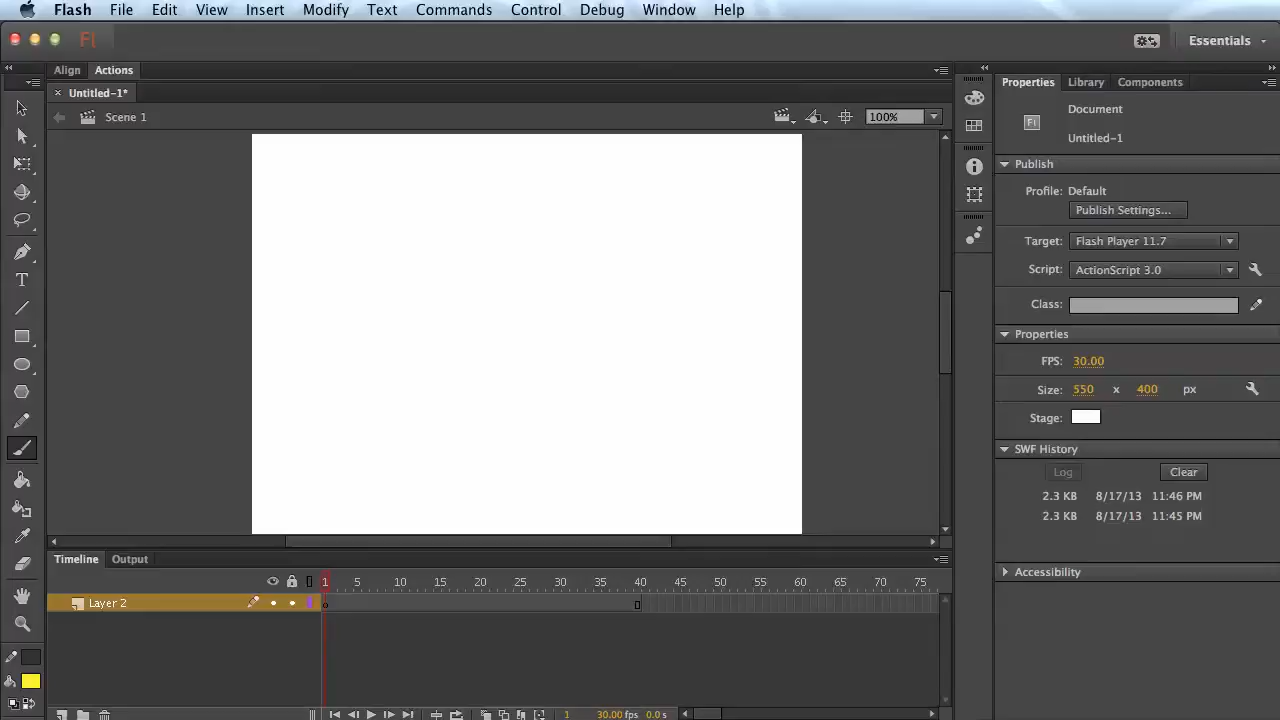 Flash File Edit View Insert Modify Text Commands Control Debug Window Help
Fl Essentials
Align Actions
Untitled-1*
Scene 1 100%
Properties Library Components
Document
Fl
Untitled-1
Publish
Profile: Default
Publish Settings...
Target: Flash Player 11.7
Script: ActionScript 3.0
Class:
Properties
FPS: 30.00
Size: 550 x 400 px
Stage:
SWF History
Log Clear
2.3 KB 8/17/13 11:46 PM
2.3 KB 8/17/13 11:45 PM
Accessibility
T
Timeline Output
1 5 10 15 20 25 30 35 40 45 50 55 60 65 70 75
Layer 2
1 30.00 fps 0.0 s